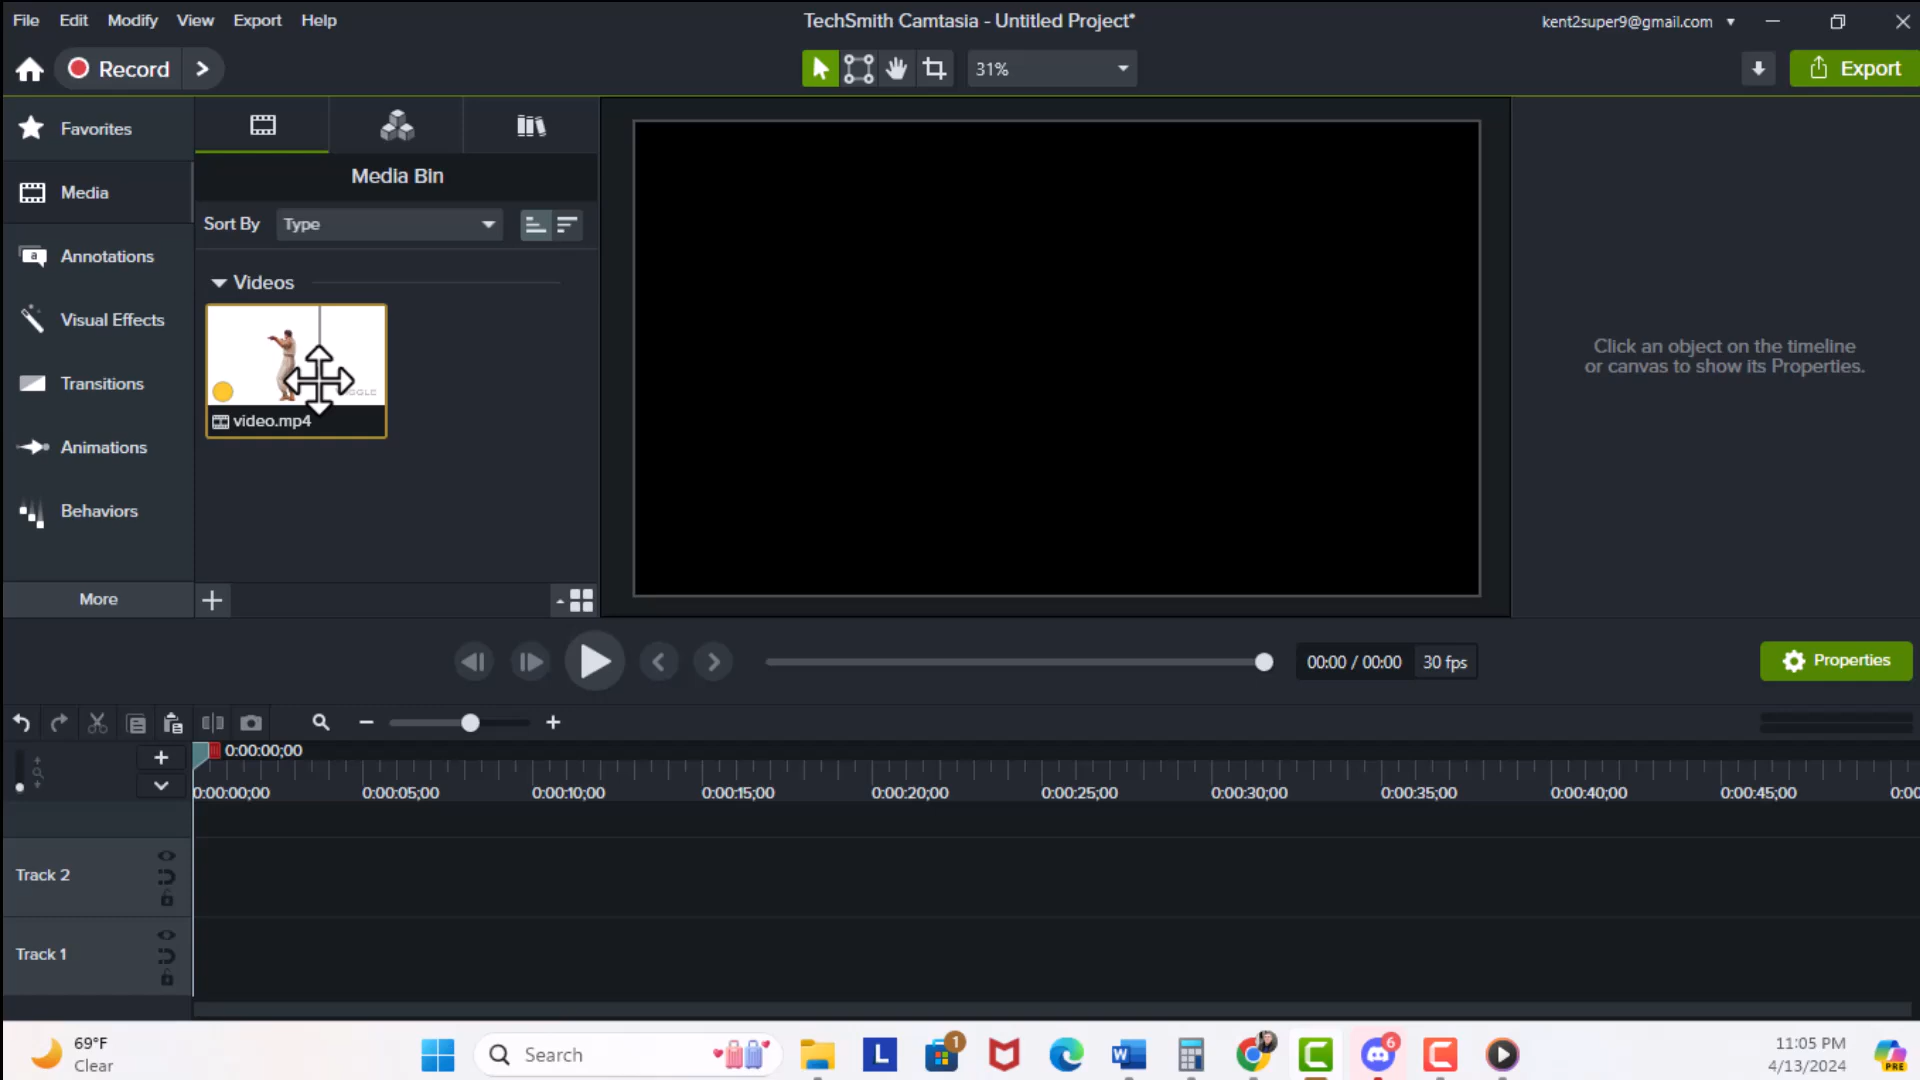 File Edit Modify View Export Help
TechSmith Camtasia - Untitled Project*
kent2super9@gmail.com
Record
31%
Export
Favorites
Media
Annotations
Visual Effects
Transitions
Animations
Behaviors
More
Media Bin
Sort By Type
Videos
video.mp4
Click an object on the timeline
or canvas to show its Properties.
00:00 / 00:00 30 fps
Properties
0:00:00;00
0:00:00;00 0:00:05;00 0:00:10;00 0:00:15;00 0:00:20;00 0:00:25;00 0:00:30;00 0:00:35;00 0:00:40;00 0:00:45;00 0:00
Track 2
Track 1
69°F
Clear
Search
L
1
W
6
11:05 PM
4/13/2024
PRE